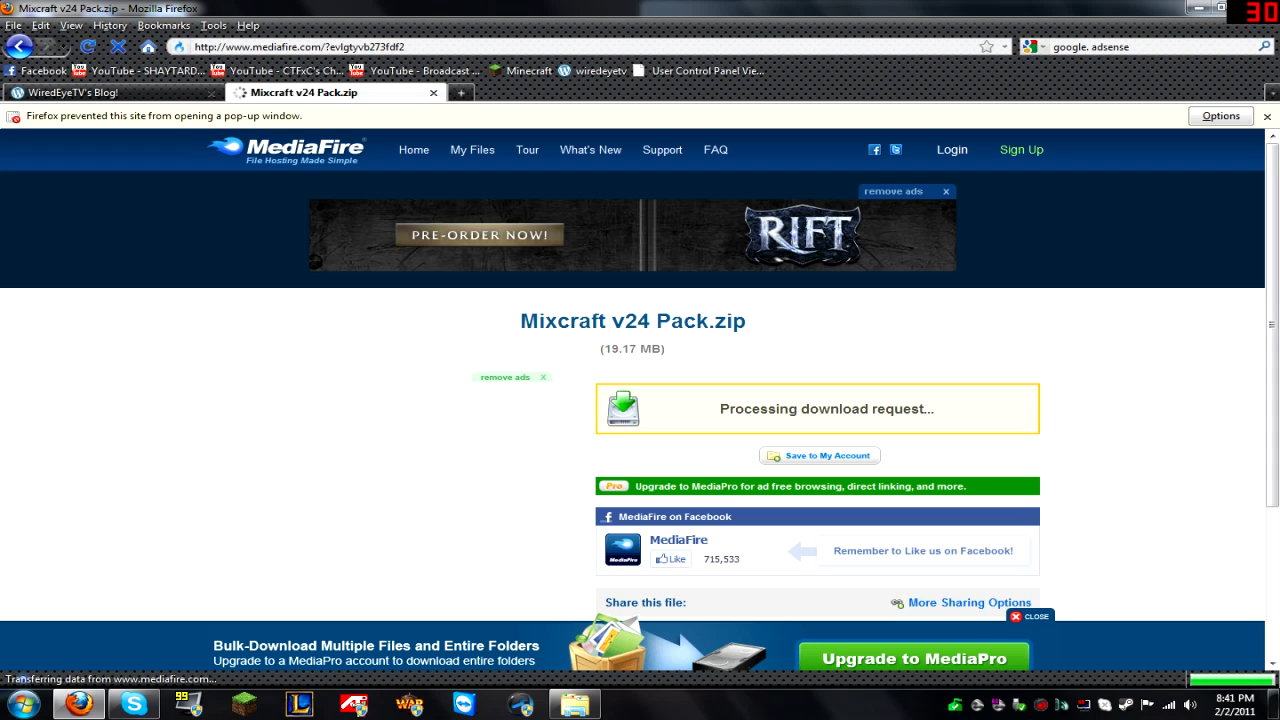 Mixcraft v24 Pack.zip - Mozilla Firefox
30
File Edit View History Bookmarks Tools Help
http://www.mediafire.com/?evlgtyvb273fdf2
google. adsense
Facebook YouTube - SHAYTARD... YouTube - CTFxC's Ch... YouTube - Broadcast ... Minecraft wiredeyetv User Control Panel Vie...
WiredEyeTV's Blog!
Mixcraft v24 Pack.zip
Firefox prevented this site from opening a pop-up window.
Options
MediaFire
File Hosting Made Simple
Home My Files Tour What's New Support FAQ
Login Sign Up
remove ads x
PRE-ORDER NOW!
RIFT
Mixcraft v24 Pack.zip
(19.17 MB)
remove ads x
Processing download request...
Save to My Account
Pro Upgrade to MediaPro for ad free browsing, direct linking, and more.
MediaFire on Facebook
MediaFire
MediaFire
Like 715,533
Remember to Like us on Facebook!
Share this file:
More Sharing Options
CLOSE
Bulk-Download Multiple Files and Entire Folders
Upgrade to a MediaPro account to download entire folders
Upgrade to MediaPro
Transferring data from www.mediafire.com...
99
WAR
8:41 PM
2/2/2011